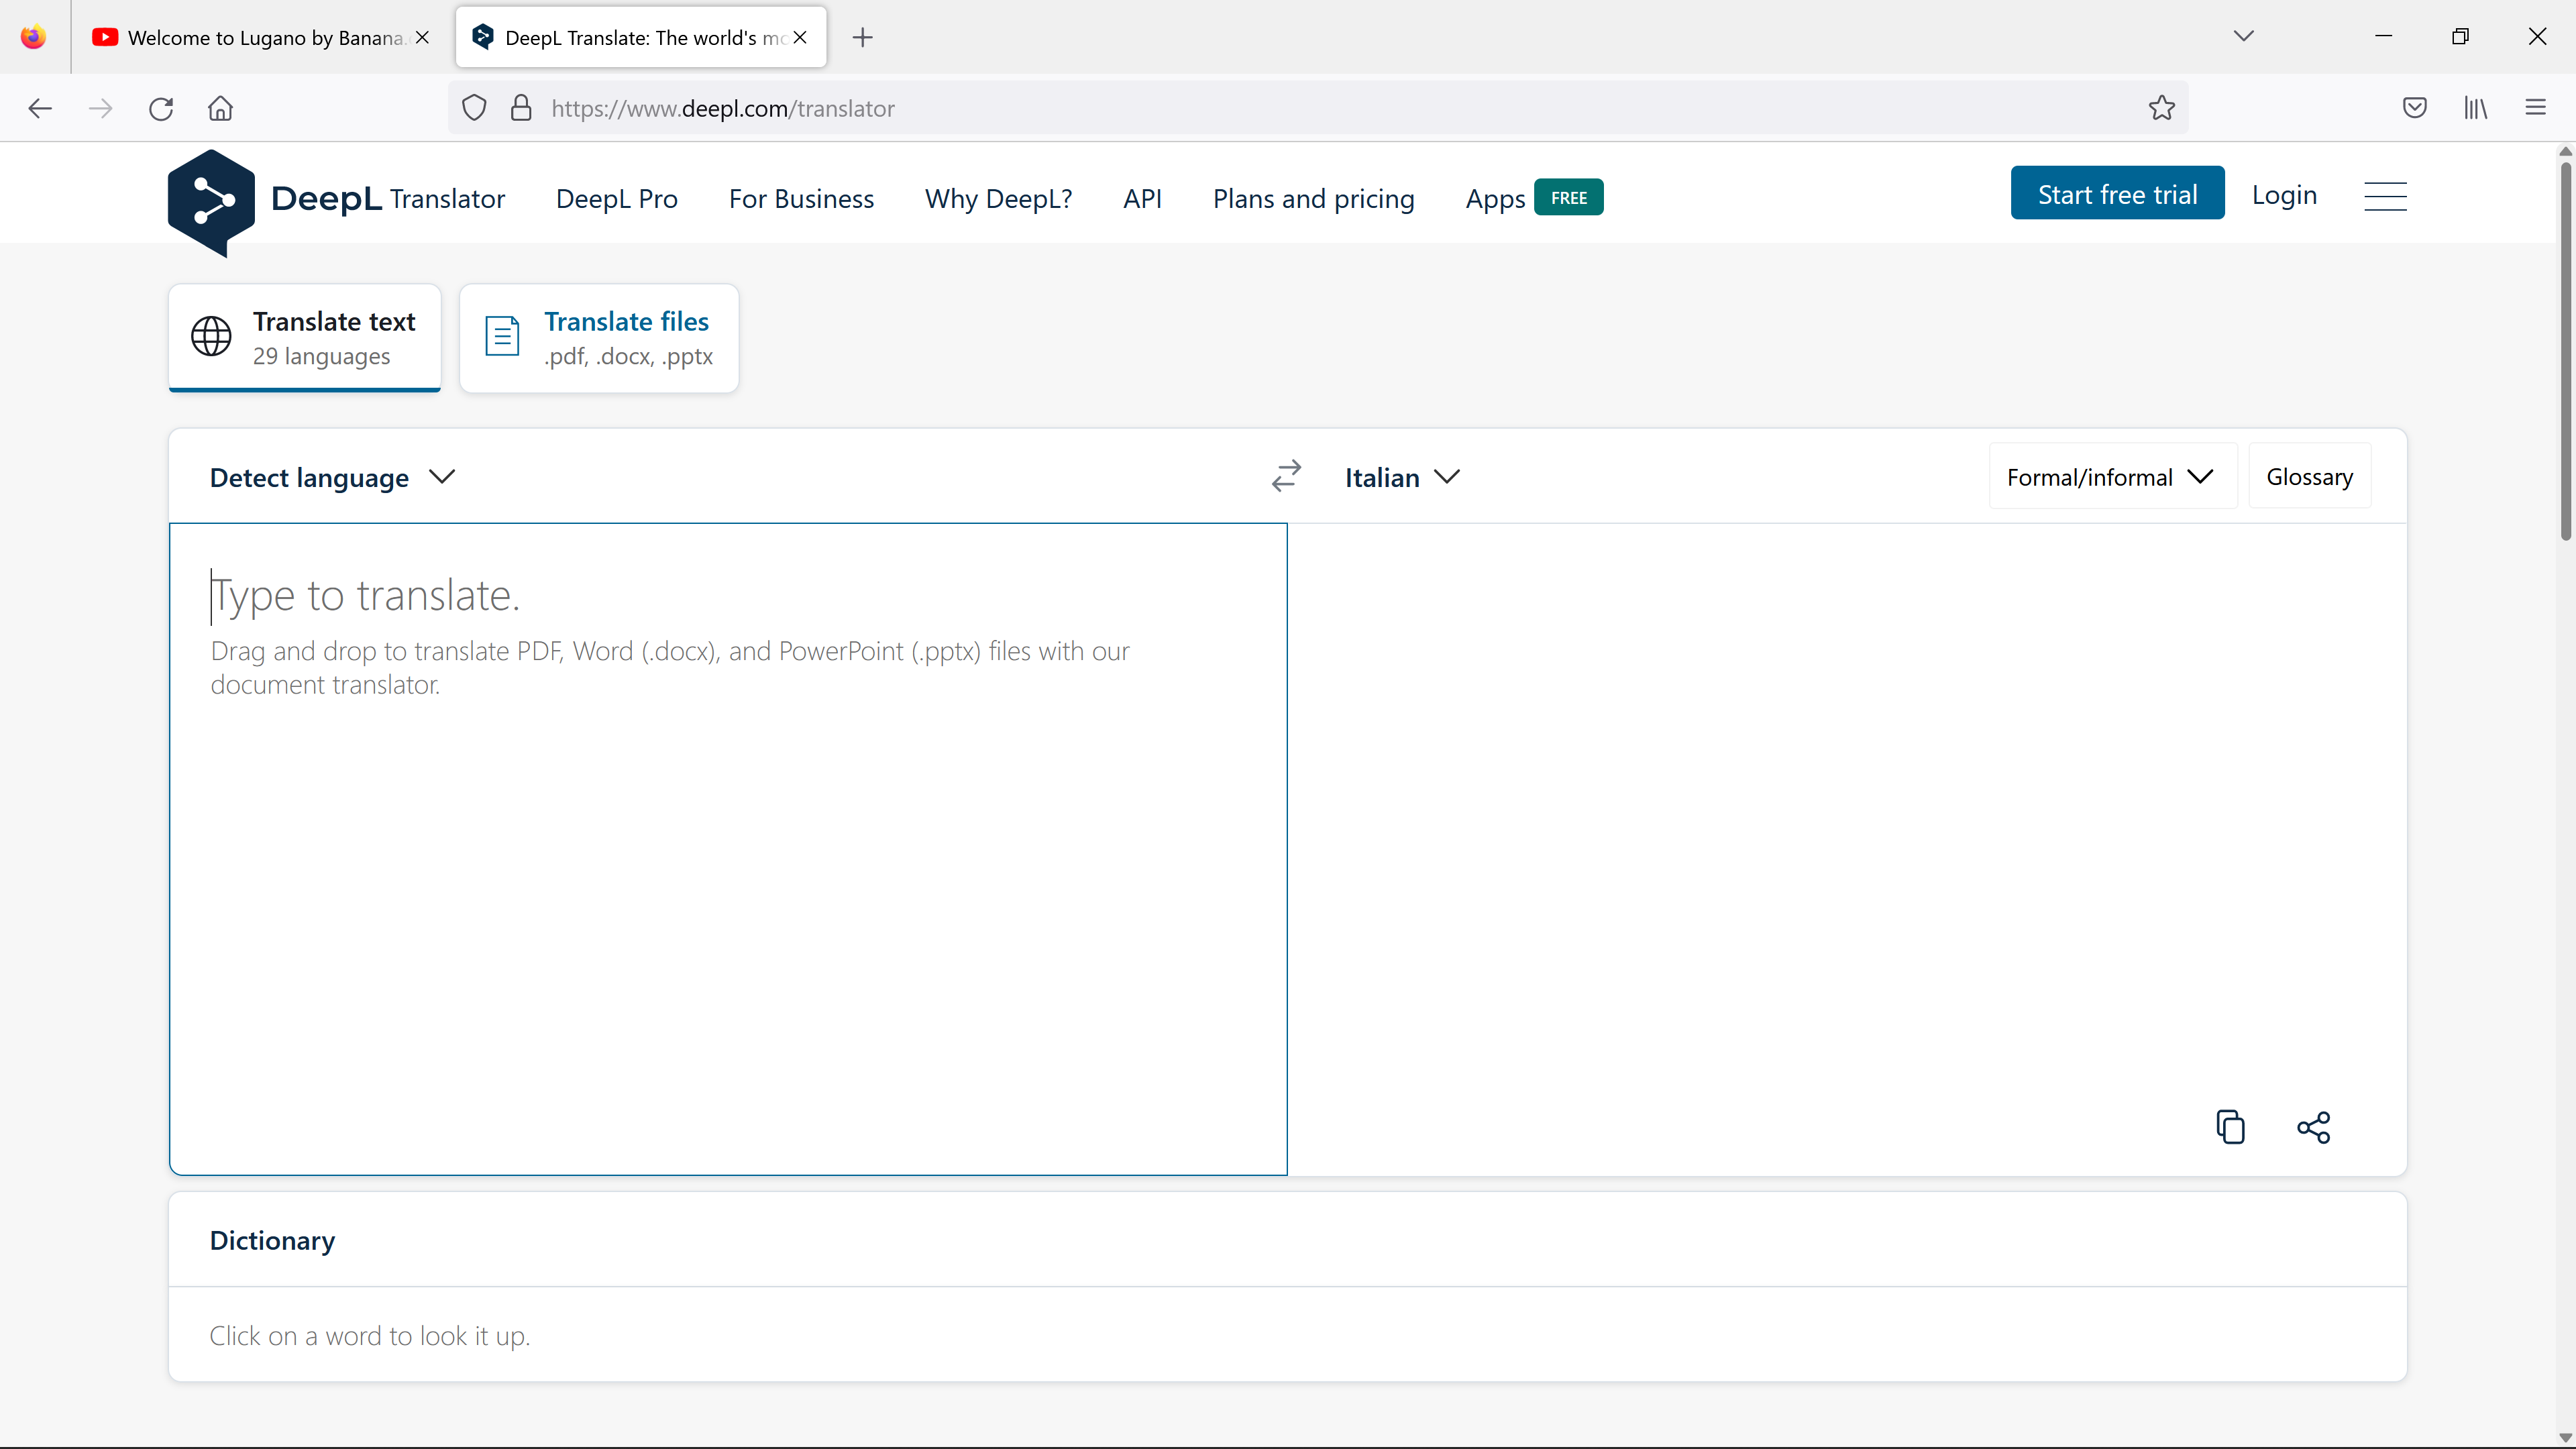 Welcome to Lugano by Banana.
DeepL Translate: The world's mo
https://www.deepl.com/translator
DeepL Translator DeepL Pro For Business Why DeepL? API Plans and pricing Apps FREE Start free trial Login
Translate text
29 languages
Translate files
.pdf, .docx, .pptx
Detect language Italian Formal/informal Glossary
Type to translate.
Drag and drop to translate PDF, Word (.docx), and PowerPoint (.pptx) files with our
document translator.
Dictionary
Click on a word to look it up.